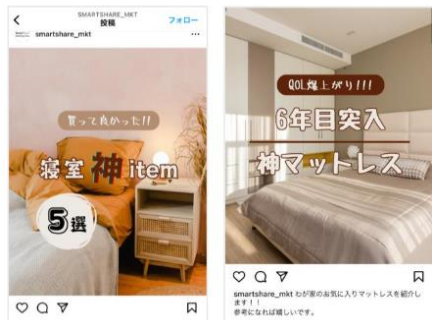 SMARTSHARE_MKT
投稿
フォロー
smartshare_mkt
買って良かった!!
寝室神item
5選
QOL爆上がり!!!
6年目突入
神マットレス
smartshare_mkt わが家のお気に入りマットレスを紹介し
ます！！
参考になれば嬉しいです。